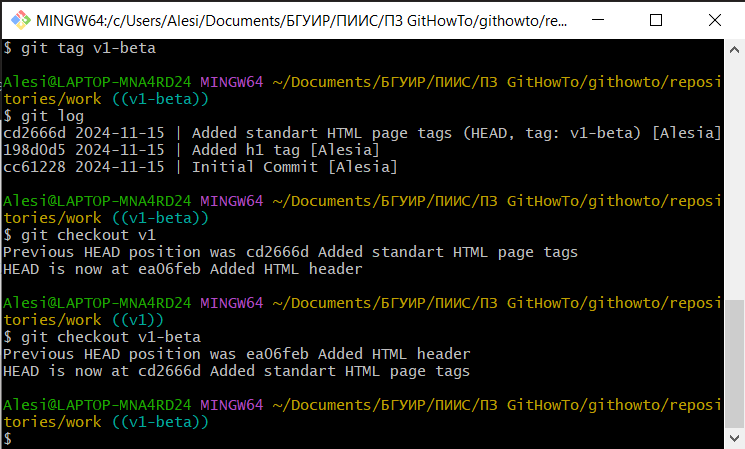 MINGW64:/c/Users/Alesi/Documents/БГУИР/ПИИС/ПЗ GitHowTo/githowto/re...
$ git tag v1-beta
Alesi@LAPTOP-MNA4RD24 MINGW64 ~/Documents/БГУИР/ПИИС/ПЗ GitHowTo/githowto/reposi
tories/work ((v1-beta))
$ git log
cd2666d 2024-11-15 | Added standart HTML page tags (HEAD, tag: v1-beta) [Alesia]
198d0d5 2024-11-15 | Added h1 tag [Alesia]
cc61228 2024-11-15 | Initial Commit [Alesia]
Alesi@LAPTOP-MNA4RD24 MINGW64 ~/Documents/БГУИР/ПИИС/ПЗ GitHowTo/githowto/reposi
tories/work ((v1-beta))
$ git checkout v1
Previous HEAD position was cd2666d Added standart HTML page tags
HEAD is now at ea06feb Added HTML header
Alesi@LAPTOP-MNA4RD24 MINGW64 ~/Documents/БГУИР/ПИИС/ПЗ GitHowTo/githowto/reposi
tories/work ((v1))
$ git checkout v1-beta
Previous HEAD position was ea06feb Added HTML header
HEAD is now at cd2666d Added standart HTML page tags
Alesi@LAPTOP-MNA4RD24 MINGW64 ~/Documents/БГУИР/ПИИС/ПЗ GitHowTo/githowto/reposi
tories/work ((v1-beta))
$